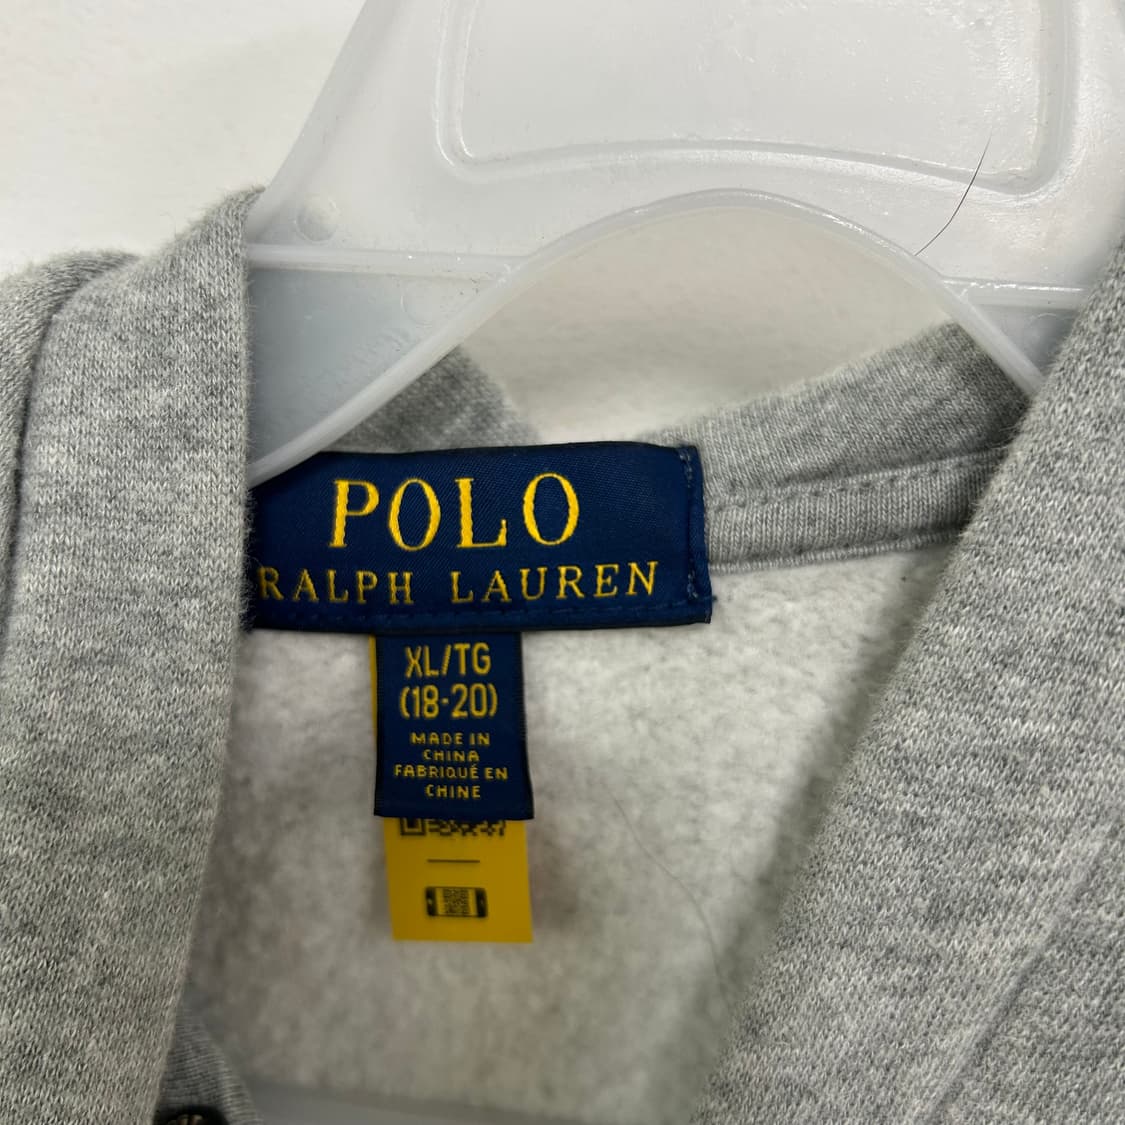 POLO
RALPH LAUREN
XL/TG
(18-20)
MADE IN
CHINA
FABRIQUÉ EN
CHINE